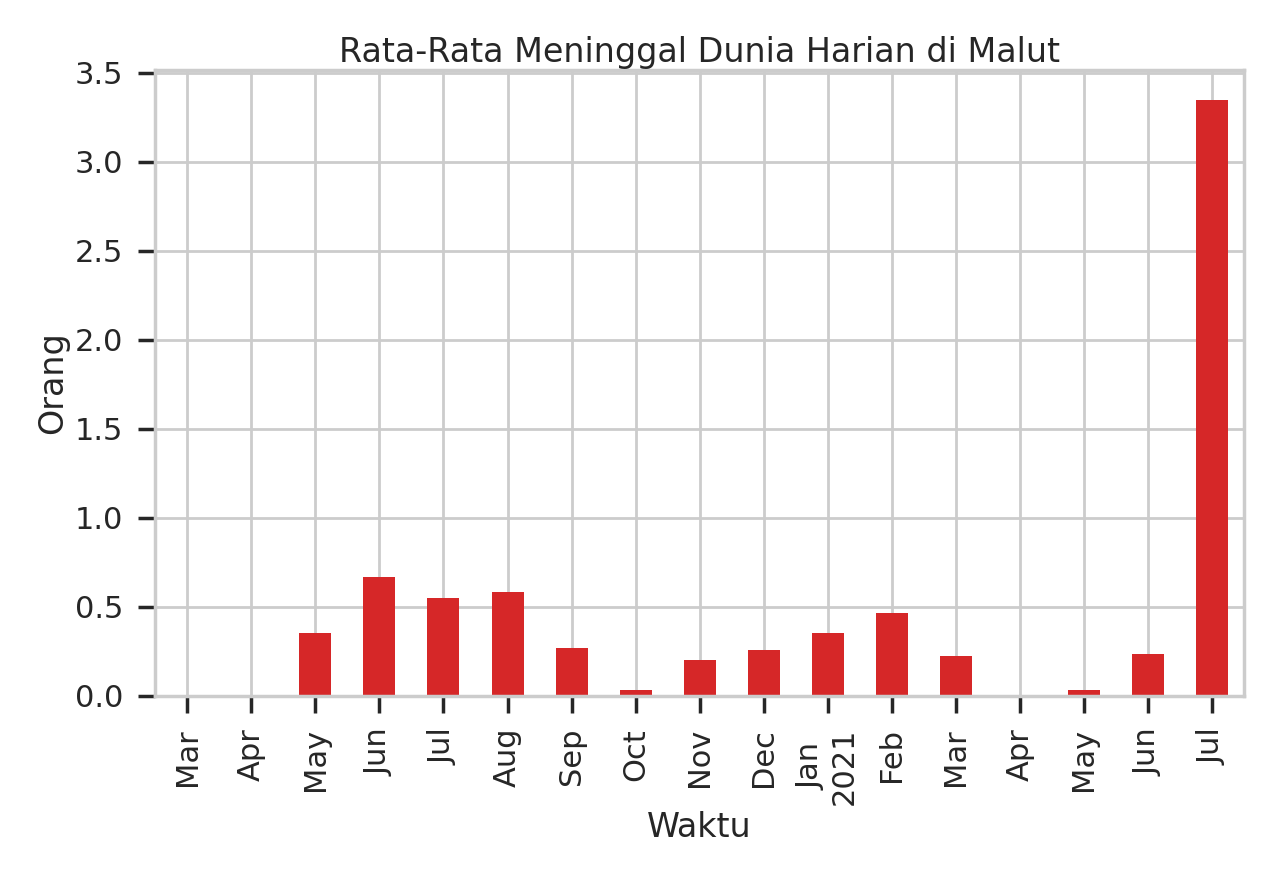 Rata-Rata Meninggal Dunia Harian di Malut
3.5
3.0
2.5
2.0
1.5
1.0
0.5
0.0
Orang
Mar
Apr
May
Jun
Jul
Aug
Sep
Oct
Nov
Dec
Jan
2021
Feb
Mar
Apr
May
Jun
Jul
Waktu